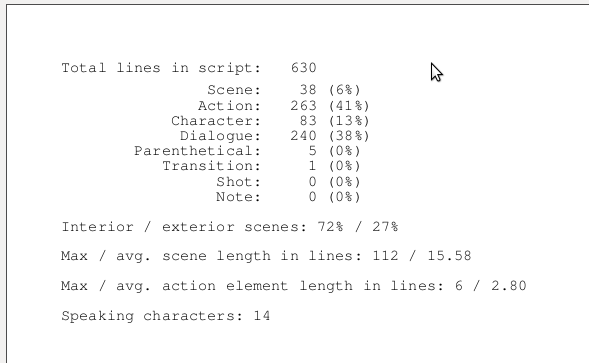 Total lines in script: 630
Scene: 38 (6%)
Action: 263 (41%)
Character: 83 (13%)
Dialogue: 240 (38%)
Parenthetical: 5 (0%)
Transition: 1 (0%)
Shot: 0 (0%)
Note: 0 (0%)
Interior / exterior scenes: 72% / 27%
Max / avg. scene length in lines: 112 / 15.58
Max / avg. action element length in lines: 6 / 2.80
Speaking characters: 14